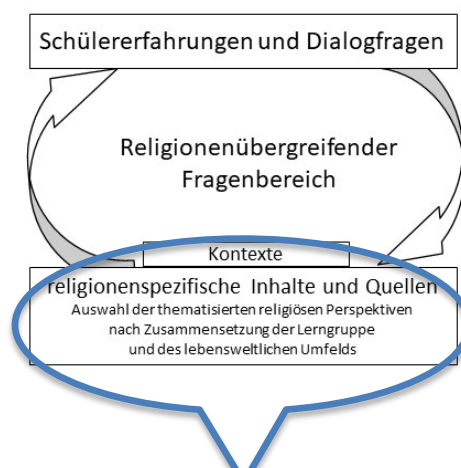 Schülererfahrungen und Dialogfragen
Religionenübergreifender
Fragenbereich
Kontexte
religionenspezifische Inhalte und Quellen
Auswahl der thematisierten religiösen Perspektiven
nach Zusammensetzung der Lerngruppe
und des lebensweltlichen Umfelds